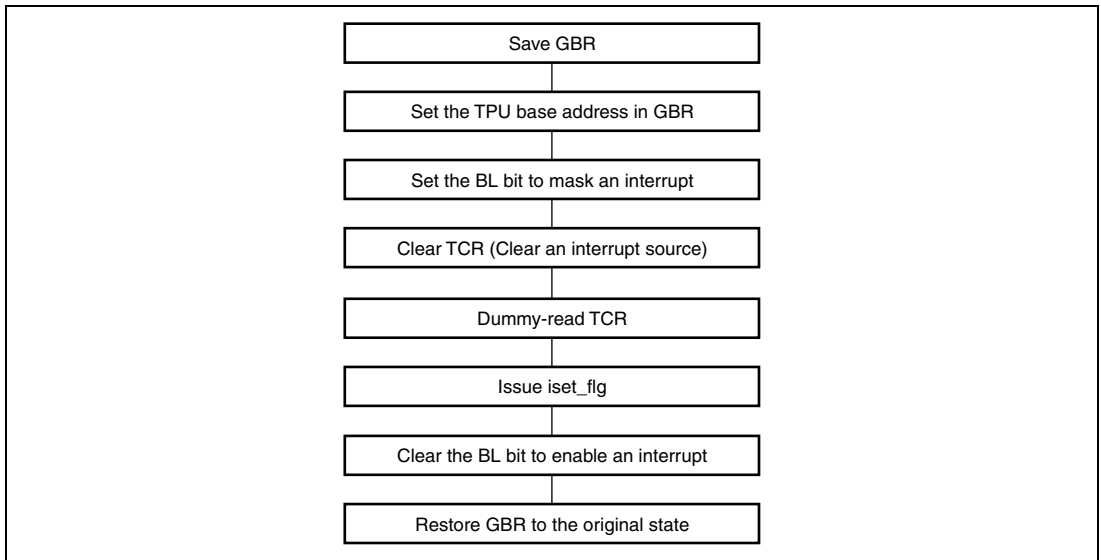 Save GBR
Set the TPU base address in GBR
Set the BL bit to mask an interrupt
Clear TCR (Clear an interrupt source)
Dummy-read TCR
Issue iset_flg
Clear the BL bit to enable an interrupt
Restore GBR to the original state